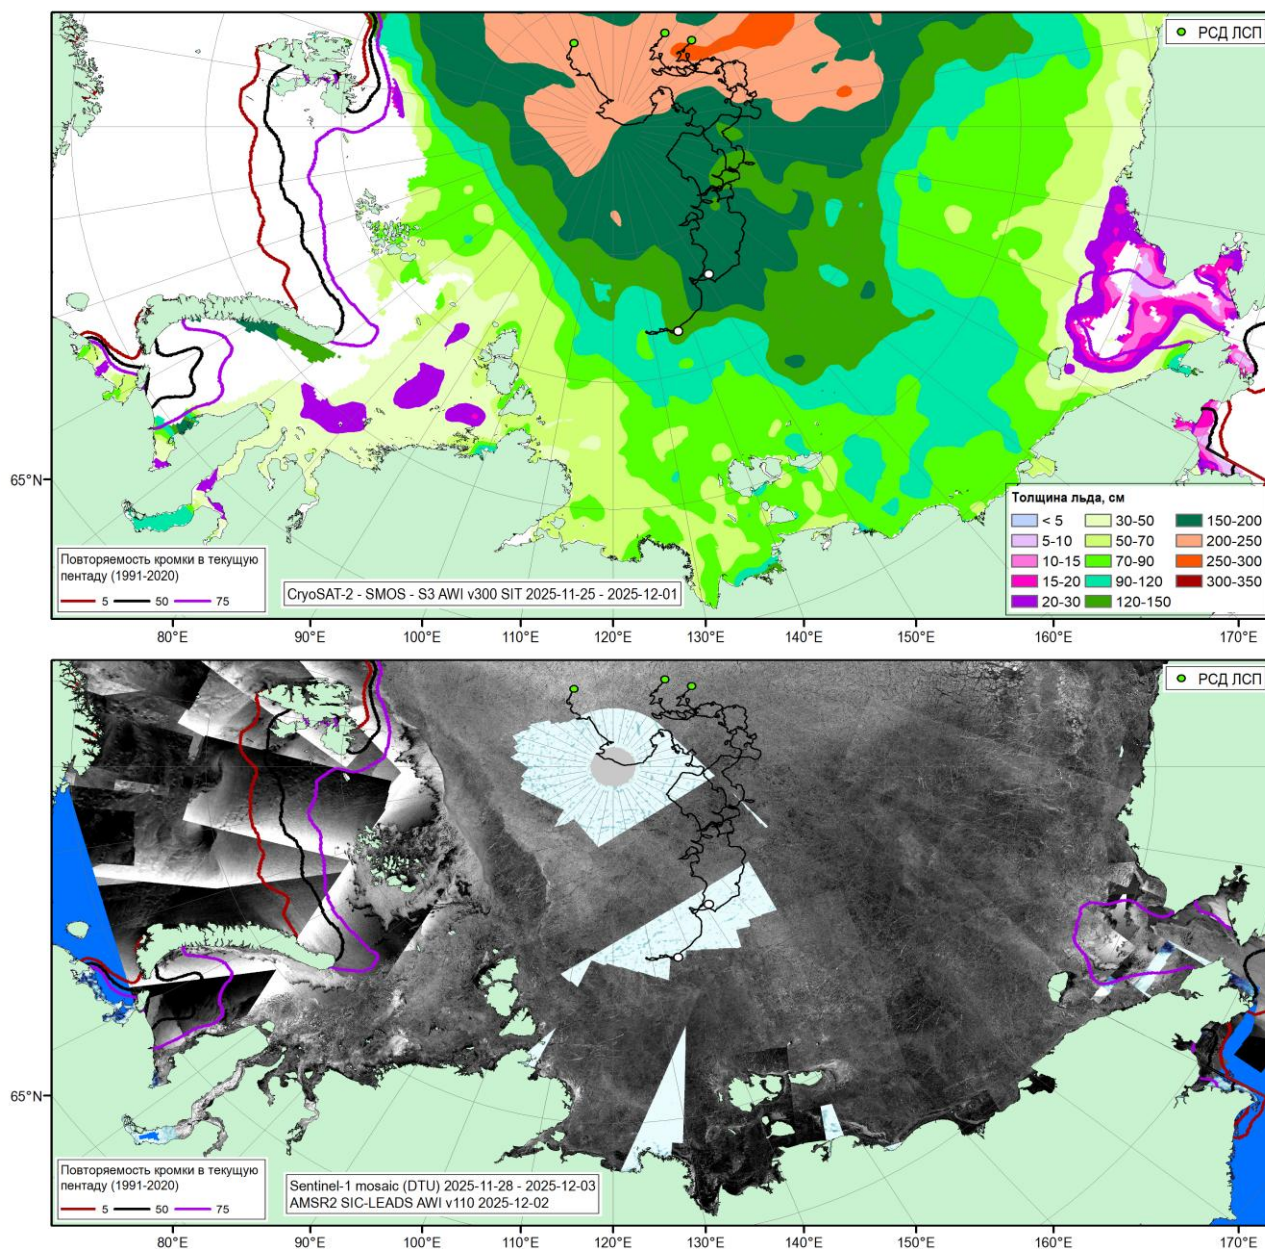 РСД ЛСП
65°N
Толщина льда, см
< 5 30-50 150-200
5-10 50-70 200-250
10-15 70-90 250-300
15-20 90-120 300-350
20-30 120-150
Повторяемость кромки в текущую
пентаду (1991-2020)
5 50 75
CryoSAT-2 - SMOS - S3 AWI v300 SIT 2025-11-25 - 2025-12-01
80°E 90°E 100°E 110°E 120°E 130°E 140°E 150°E 160°E 170°E
РСД ЛСП
65°N
Повторяемость кромки в текущую
пентаду (1991-2020)
5 50 75
Sentinel-1 mosaic (DTU) 2025-11-28 - 2025-12-03
AMSR2 SIC-LEADS AWI v110 2025-12-02
80°E 90°E 100°E 110°E 120°E 130°E 140°E 150°E 160°E 170°E